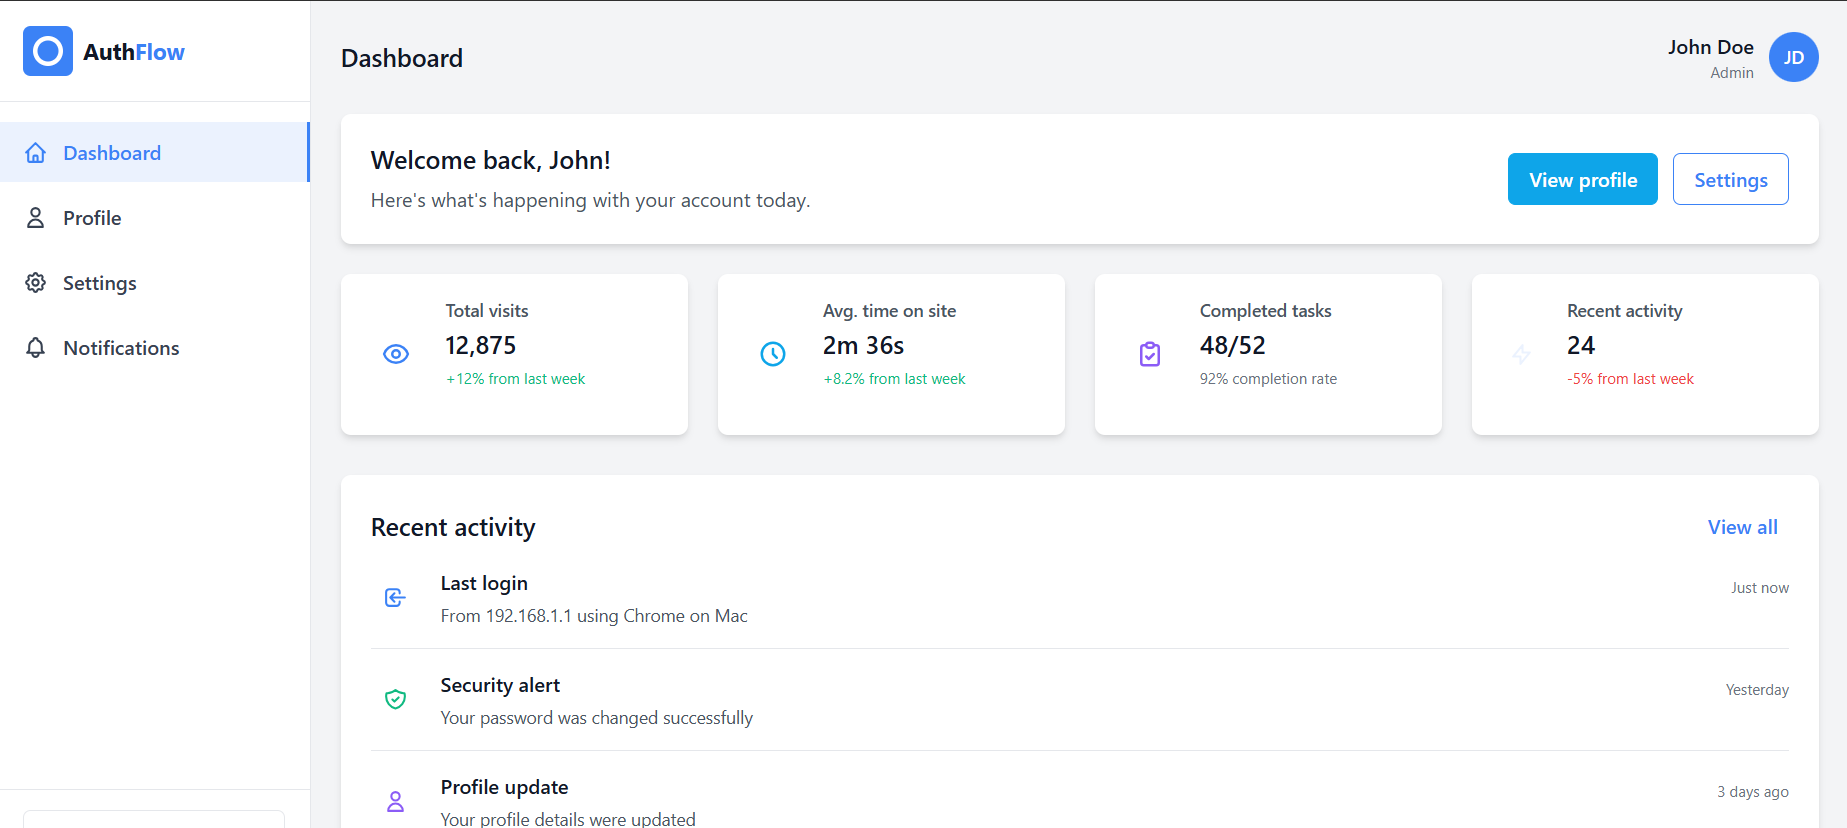 AuthFlow
Dashboard
Profile
Settings
Notifications
Dashboard
John Doe
Admin
JD
Welcome back, John!
Here's what's happening with your account today.
View profile
Settings
Total visits
12,875
+12% from last week
Avg. time on site
2m 36s
+8.2% from last week
Completed tasks
48/52
92% completion rate
Recent activity
24
-5% from last week
Recent activity
View all
Last login
From 192.168.1.1 using Chrome on Mac
Just now
Security alert
Your password was changed successfully
Yesterday
Profile update
Your profile details were updated
3 days ago